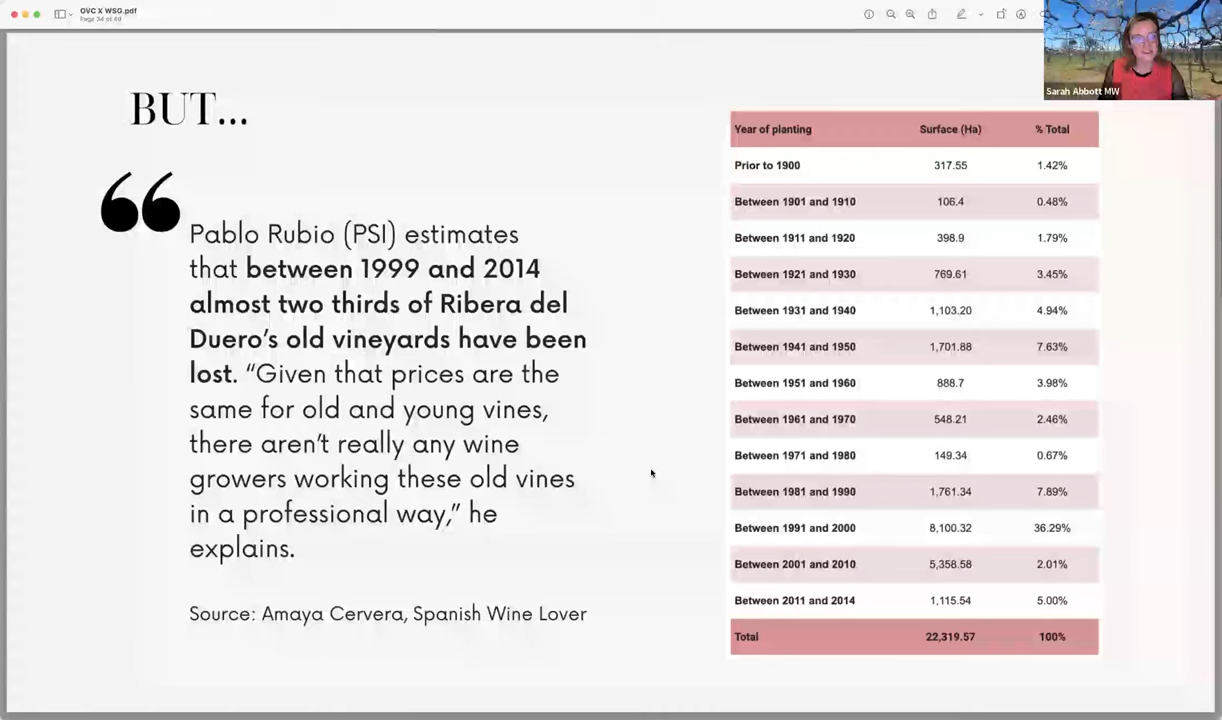 OVC X WSG.pdf
Page 34 of 40
Sarah Abbott MW
BUT...
“
Pablo Rubio (PSI) estimates
that between 1999 and 2014
almost two thirds of Ribera del
Duero’s old vineyards have been
lost. “Given that prices are the
same for old and young vines,
there aren’t really any wine
growers working these old vines
in a professional way,” he
explains.
Source: Amaya Cervera, Spanish Wine Lover
Year of planting Surface (Ha) % Total
Prior to 1900 317.55 1.42%
Between 1901 and 1910 106.4 0.48%
Between 1911 and 1920 398.9 1.79%
Between 1921 and 1930 769.61 3.45%
Between 1931 and 1940 1,103.20 4.94%
Between 1941 and 1950 1,701.88 7.63%
Between 1951 and 1960 888.7 3.98%
Between 1961 and 1970 548.21 2.46%
Between 1971 and 1980 149.34 0.67%
Between 1981 and 1990 1,761.34 7.89%
Between 1991 and 2000 8,100.32 36.29%
Between 2001 and 2010 5,358.58 2.01%
Between 2011 and 2014 1,115.54 5.00%
Total 22,319.57 100%